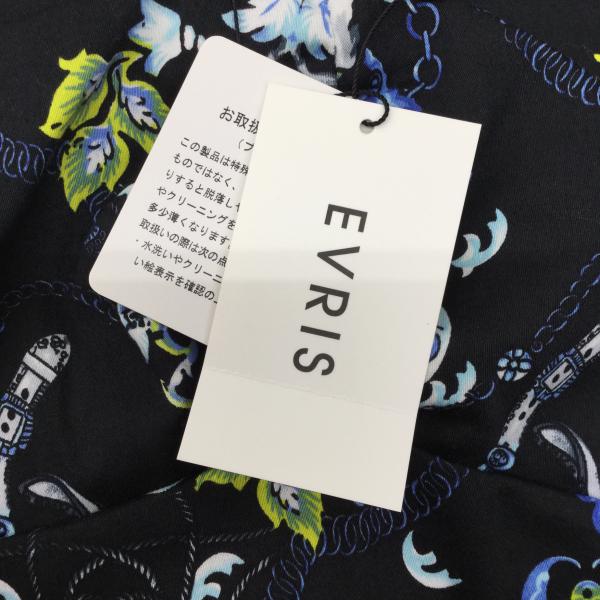 お取扱
(フ
この製品は特殊
ものではなく、
りすると脱落し
やクリーニングを
多少薄くなります
取扱いの際は次の点
・水洗いやクリーニ
い絵表示を確認の
EVRIS